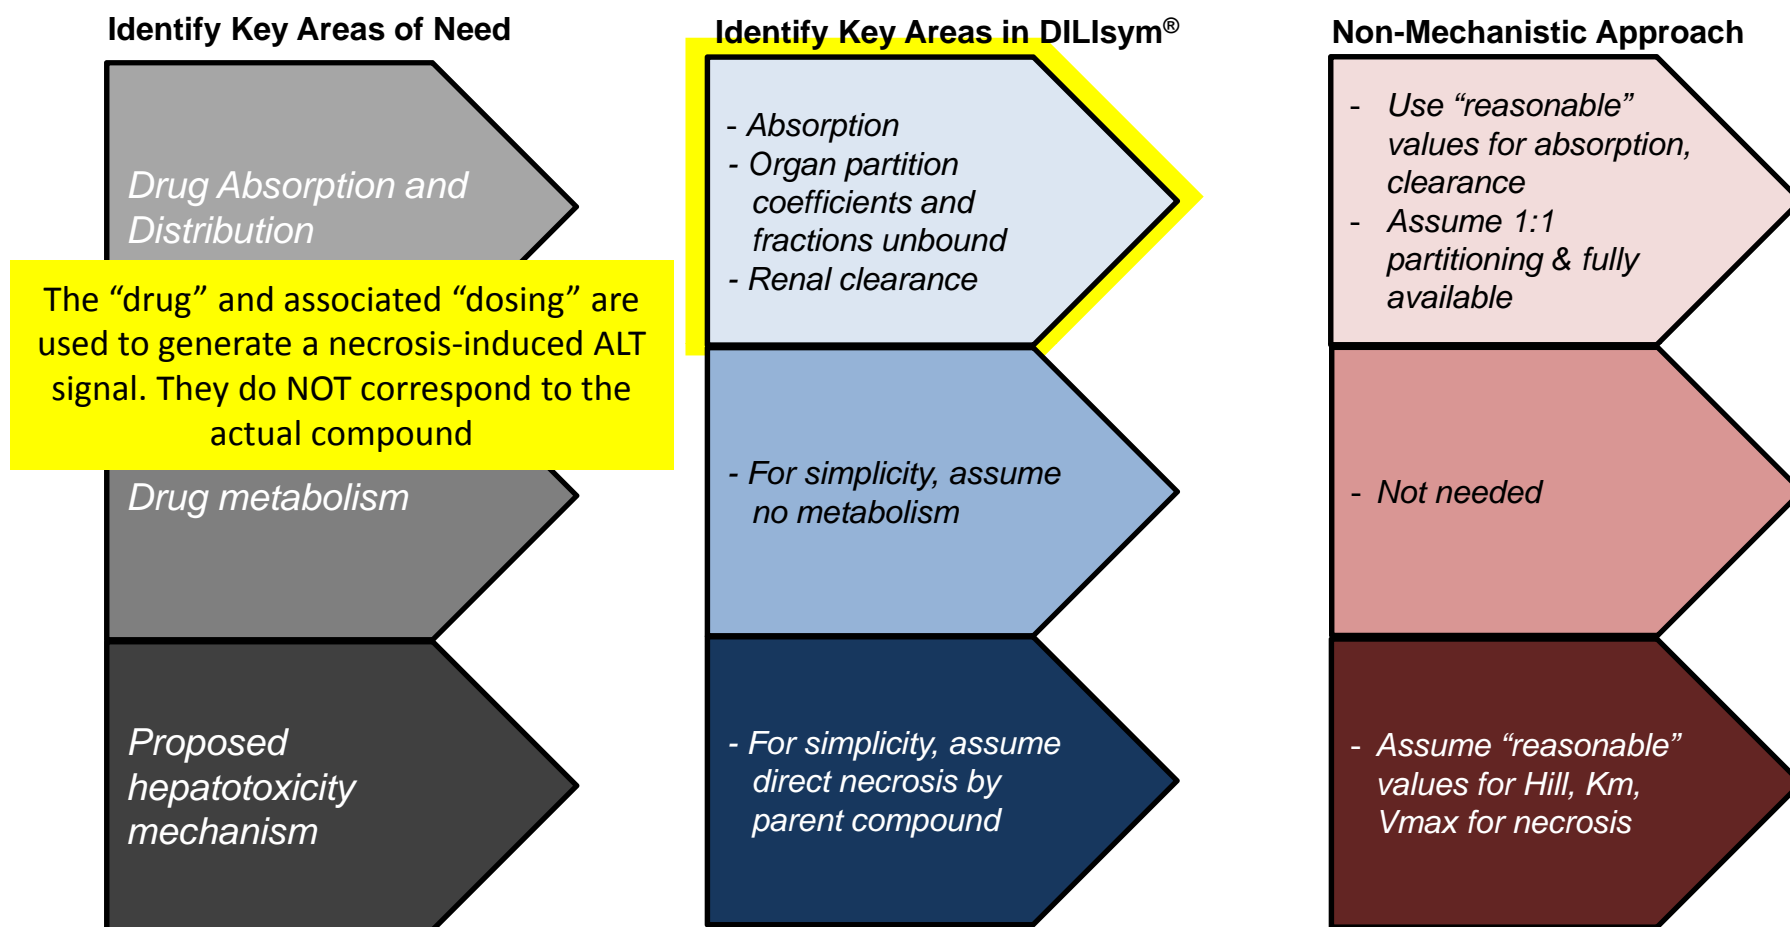 Identify Key Areas of Need
Drug Absorption and
Distribution
The “drug” and associated “dosing” are
used to generate a necrosis-induced ALT
signal. They do NOT correspond to the
actual compound
Drug metabolism
Proposed
hepatotoxicity
mechanism
Identify Key Areas in DILIsym®
- Absorption
- Organ partition
coefficients and
fractions unbound
- Renal clearance
- For simplicity, assume
no metabolism
- For simplicity, assume
direct necrosis by
parent compound
Non-Mechanistic Approach
- Use “reasonable”
values for absorption,
clearance
- Assume 1:1
partitioning & fully
available
- Not needed
- Assume “reasonable”
values for Hill, Km,
Vmax for necrosis